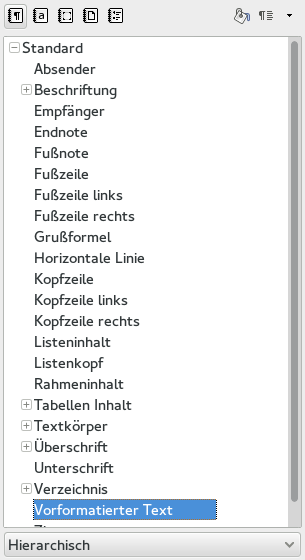 Standard
Absender
Beschriftung
Empfänger
Endnote
Fußnote
Fußzeile
Fußzeile links
Fußzeile rechts
Grußformel
Horizontale Linie
Kopfzeile
Kopfzeile links
Kopfzeile rechts
Listeninhalt
Listenkopf
Rahmeninhalt
Tabellen Inhalt
Textkörper
Überschrift
Unterschrift
Verzeichnis
Vorformatierter Text
Hierarchisch